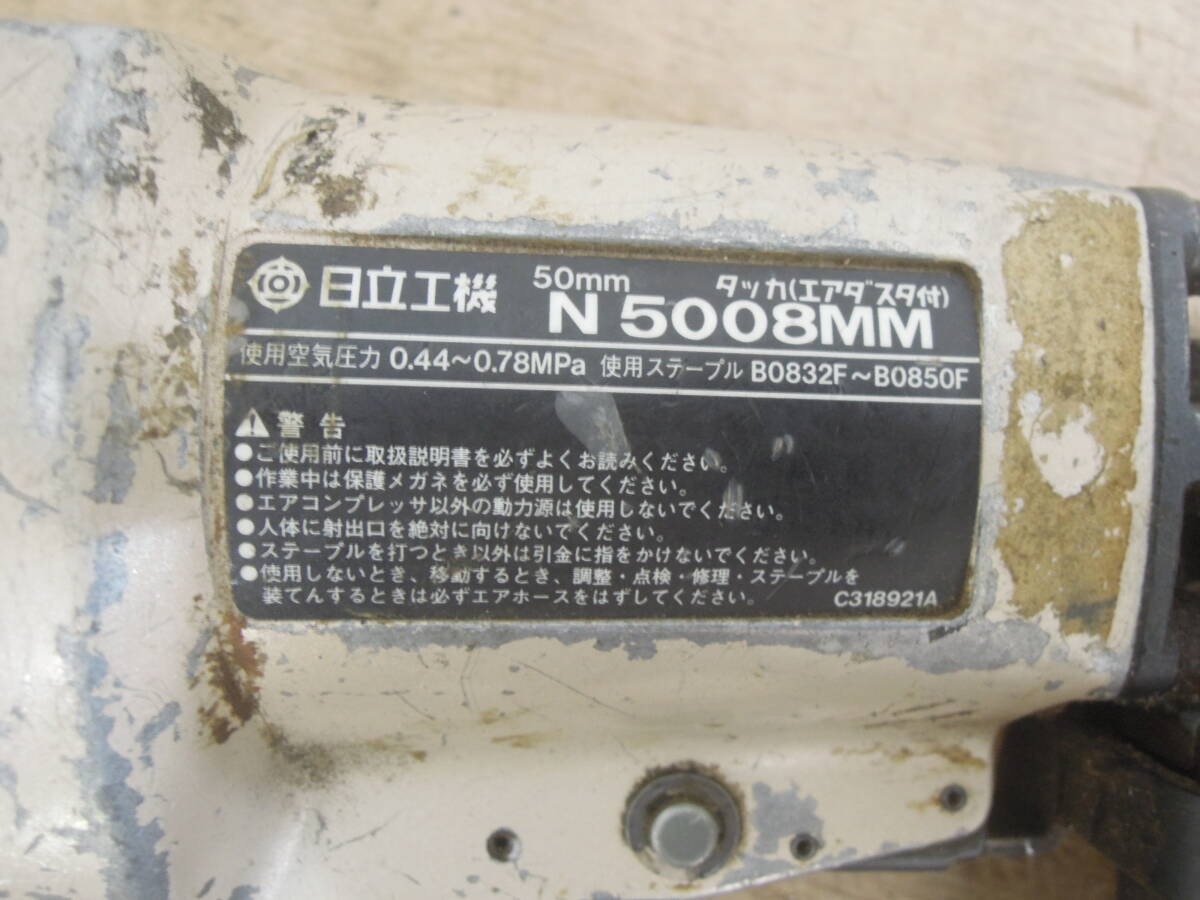 日立工機 50mm タッカ(エアダスタ付)
N 5008MM
使用空気圧力 0.44～0.78MPa 使用ステープル B0832F～B0850F
警告
●ご使用前に取扱説明書を必ずよくお読みください。
●作業中は保護メガネを必ず使用してください。
●エアコンプレッサ以外の動力源は使用しないでください。
●人体に射出口を絶対に向けないでください。
●ステープルを打つとき以外は引金に指をかけないでください。
●使用しないとき、移動するとき、調整・点検・修理・ステープルを
装てんするときは必ずエアホースをはずしてください。 C318921A